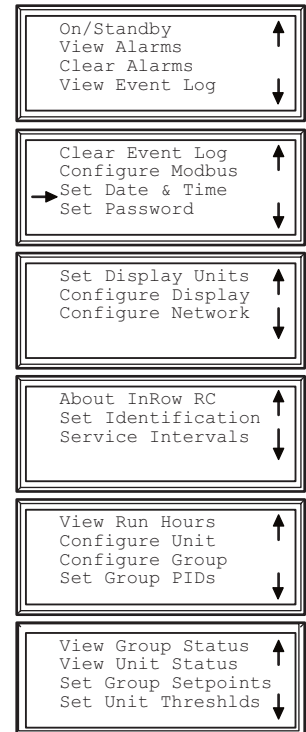 On/Standby
View Alarms
Clear Alarms
View Event Log
Clear Event Log
Configure Modbus
Set Date & Time
Set Password
Set Display Units
Configure Display
Configure Network
About InRow RC
Set Identification
Service Intervals
View Run Hours
Configure Unit
Configure Group
Set Group PIDs
View Group Status
View Unit Status
Set Group Setpoints
Set Unit Threshlds